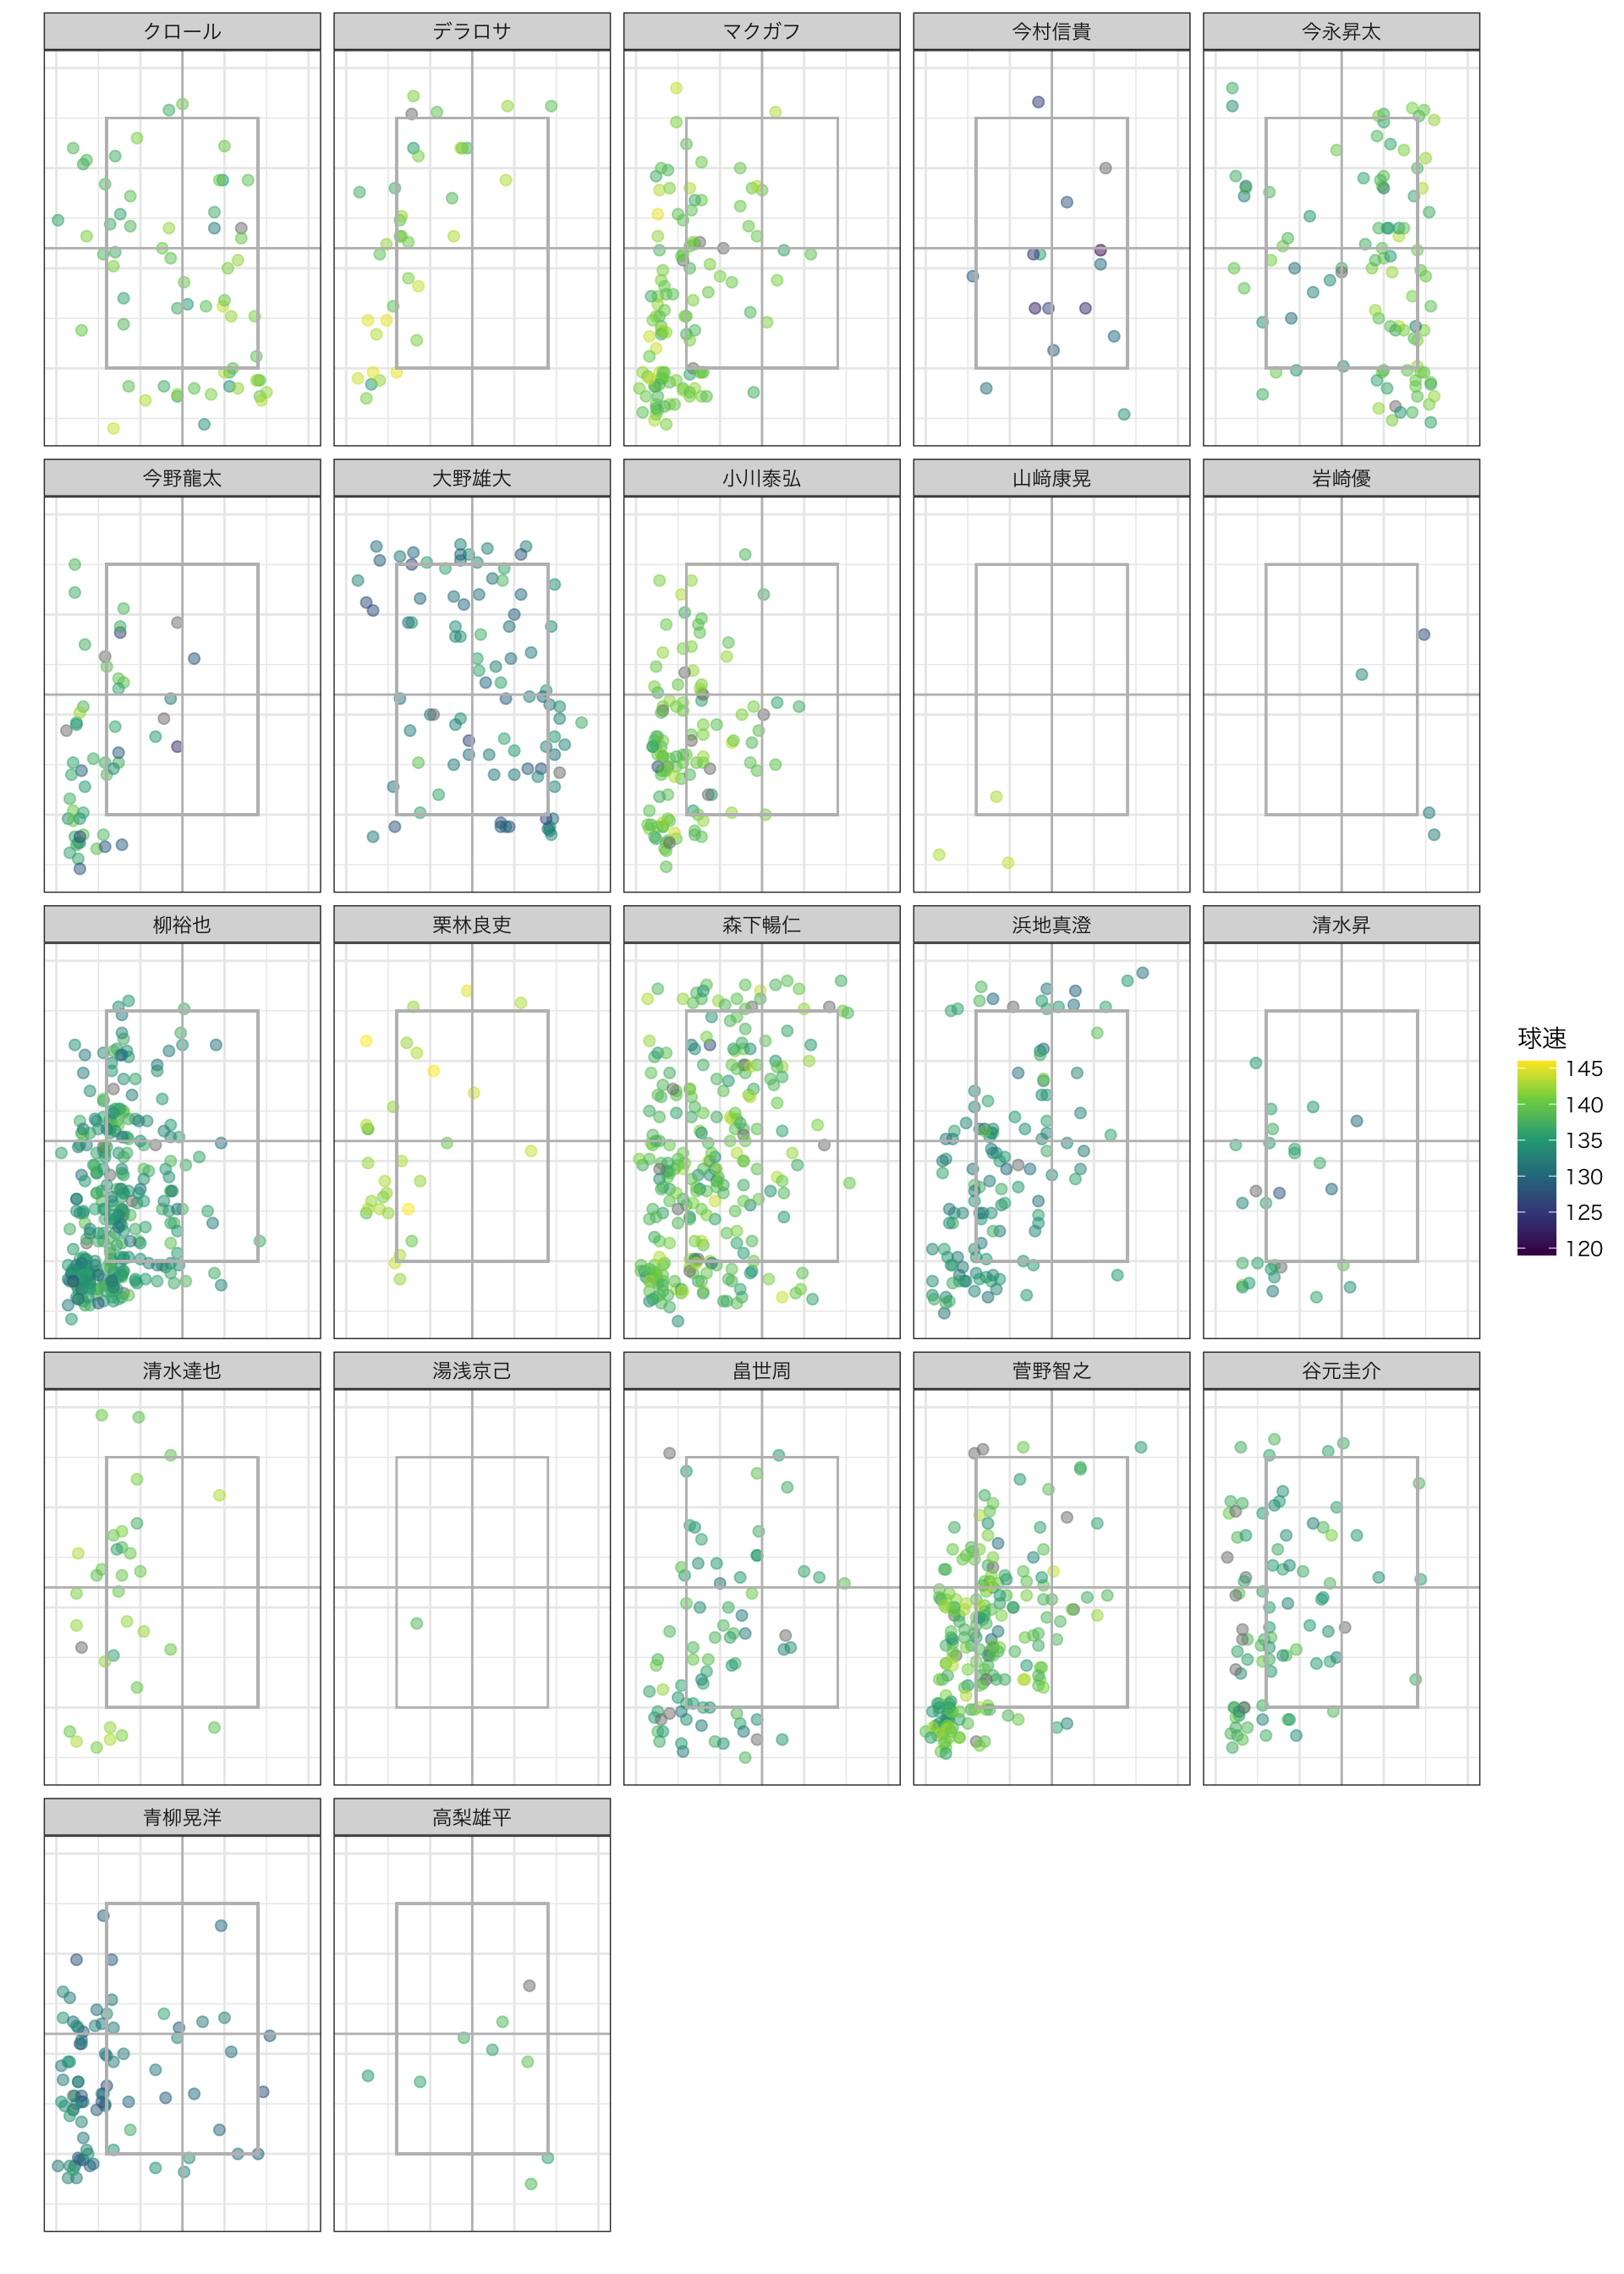 クロール
デラロサ
マクガフ
今村信貴
今永昇太
今野龍太
大野雄大
小川泰弘
山﨑康晃
岩崎優
柳裕也
栗林良吏
森下暢仁
浜地真澄
清水昇
清水達也
湯浅京己
畠世周
菅野智之
谷元圭介
青柳晃洋
高梨雄平
球速
145
140
135
130
125
120